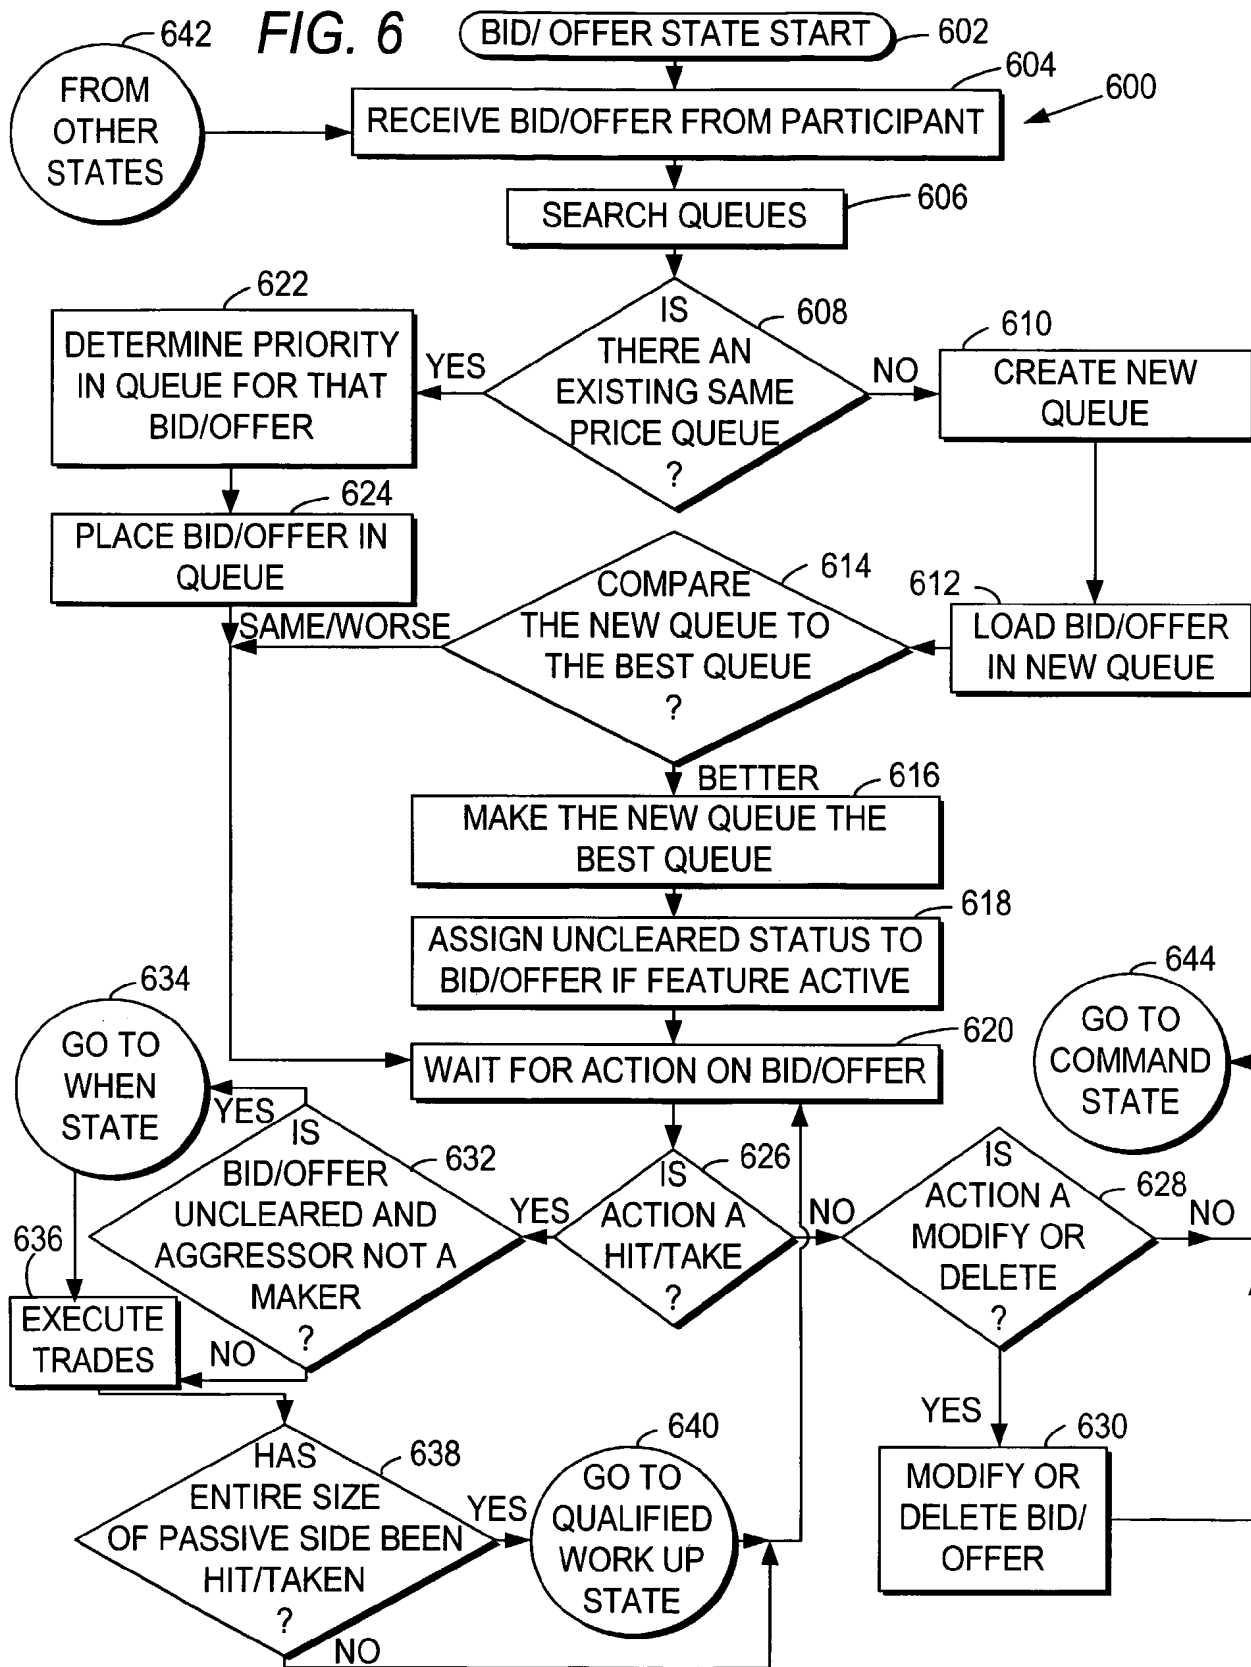 642
FIG. 6
BID/ OFFER STATE START
602
FROM
OTHER
STATES
604
RECEIVE BID/OFFER FROM PARTICIPANT
600
606
SEARCH QUEUES
622
DETERMINE PRIORITY
IN QUEUE FOR THAT
BID/OFFER
YES
IS
THERE AN
EXISTING SAME
PRICE QUEUE
?
608
NO
610
CREATE NEW
QUEUE
624
PLACE BID/OFFER IN
QUEUE
SAME/WORSE
COMPARE
THE NEW QUEUE TO
THE BEST QUEUE
?
614
612
LOAD BID/OFFER
IN NEW QUEUE
BETTER
616
MAKE THE NEW QUEUE THE
BEST QUEUE
618
ASSIGN UNCLEARED STATUS TO
BID/OFFER IF FEATURE ACTIVE
634
GO TO
WHEN
STATE
620
WAIT FOR ACTION ON BID/OFFER
644
GO TO
COMMAND
STATE
YES
IS
BID/OFFER
UNCLEARED AND
AGGRESSOR NOT A
MAKER
?
632
YES
IS
ACTION A
HIT/TAKE
?
626
NO
IS
ACTION A
MODIFY OR
DELETE
?
628
NO
636
EXECUTE
TRADES
NO
YES
HAS
ENTIRE SIZE
OF PASSIVE SIDE BEEN
HIT/TAKEN
?
638
YES
NO
640
GO TO
QUALIFIED
WORK UP
STATE
630
MODIFY OR
DELETE BID/
OFFER